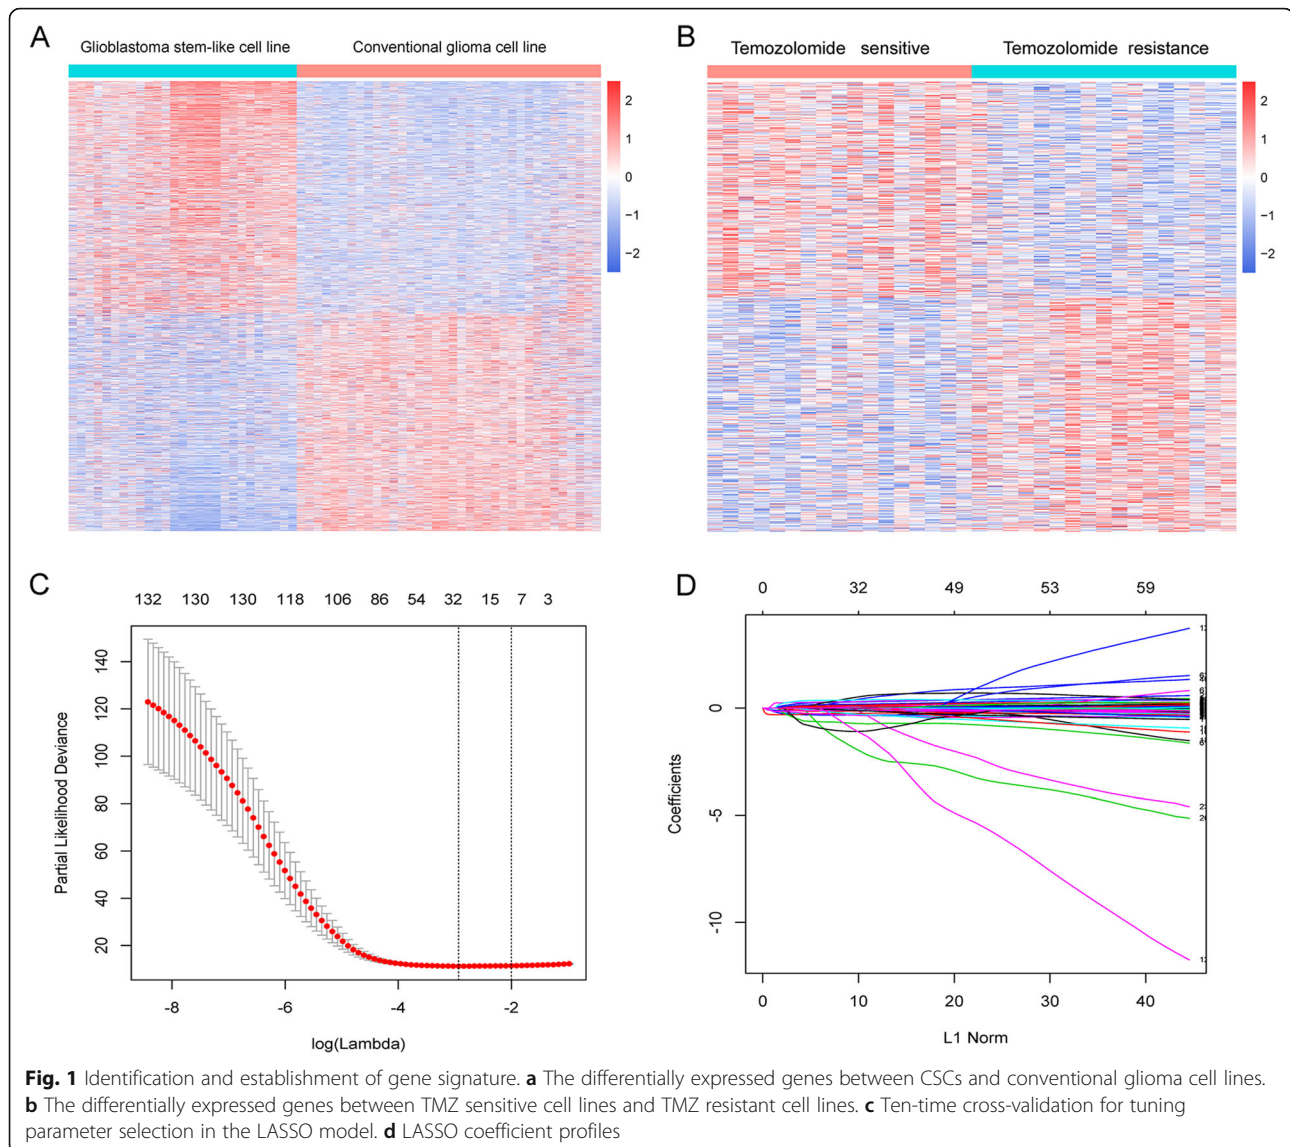 A
Glioblastoma stem-like cell line
Conventional glioma cell line
2
1
0
−1
−2
B
Temozolomide sensitive
Temozolomide resistance
2
1
0
−1
−2
C
132 130 130 118 106 86 54 32 15 7 3
Partial Likelihood Deviance
140
120
100
80
60
40
20
-8 -6 -4 -2
log(Lambda)
D
0 32 49 53 59
Coefficients
0
-5
-10
0 10 20 30 40
L1 Norm
Fig. 1 Identification and establishment of gene signature. a The differentially expressed genes between CSCs and conventional glioma cell lines.
b The differentially expressed genes between TMZ sensitive cell lines and TMZ resistant cell lines. c Ten-time cross-validation for tuning
parameter selection in the LASSO model. d LASSO coefficient profiles